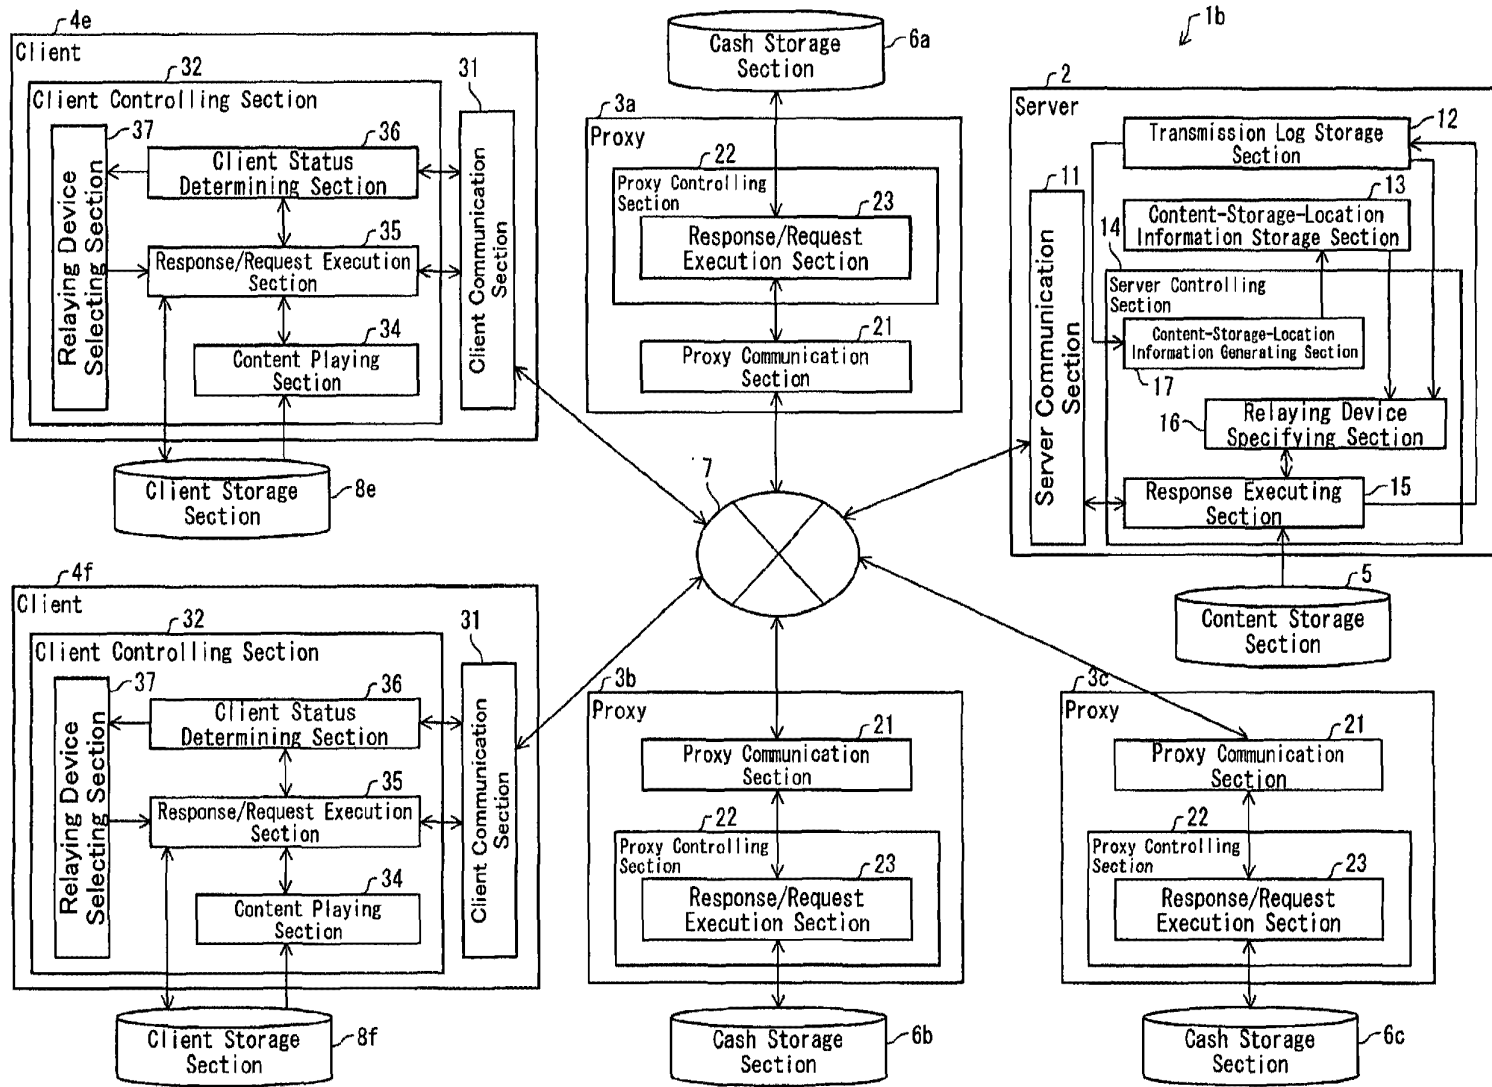 1b
4e
Client
32
Client Controlling Section
31
37
36
Relaying Device
Selecting Section
Client Status
Determining Section
35
Response/Request Execution
Section
34
Content Playing
Section
Client Communication
Section
Client Storage
Section
8e
Cash Storage
Section
6a
3a
Proxy
22
Proxy Controlling
Section
23
Response/Request
Execution Section
21
Proxy Communication
Section
2
Server
12
Transmission Log Storage
Section
11
13
Content-Storage-Location
Information Storage Section
14
Server Controlling
Section
Content-Storage-Location
Information Generating Section
17
Server Communication
Section
16
Relaying Device
Specifying Section
Response Executing
Section
15
5
Content Storage
Section
7
4f
Client
32
Client Controlling Section
31
37
36
Relaying Device
Selecting Section
Client Status
Determining Section
35
Response/Request Execution
Section
34
Content Playing
Section
Client Communication
Section
Client Storage
Section
8f
3b
Proxy
21
Proxy Communication
Section
22
Proxy Controlling
Section
23
Response/Request
Execution Section
Cash Storage
Section
6b
3c
Proxy
21
Proxy Communication
Section
22
Proxy Controlling
Section
23
Response/Request
Execution Section
Cash Storage
Section
6c